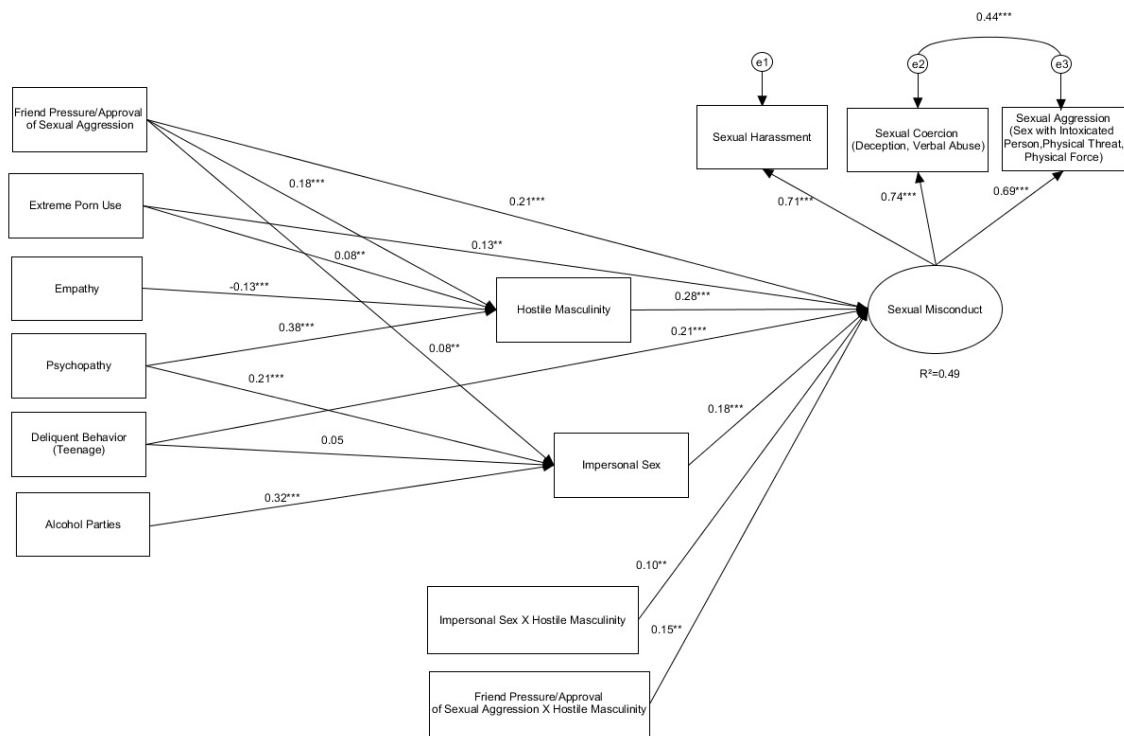 0.44***
e1
e2
e3
Friend Pressure/Approval
of Sexual Aggression
Sexual Harassment
Sexual Coercion
(Deception, Verbal Abuse)
Sexual Aggression
(Sex with Intoxicated
Person,Physical Threat,
Physical Force)
0.18***
0.21***
0.71***
0.74***
0.69***
Extreme Porn Use
0.08**
0.13**
Empathy
-0.13***
Hostile Masculinity
0.28***
Sexual Misconduct
R²=0.49
Psychopathy
0.38***
0.21***
0.08**
0.21***
Deliquent Behavior
(Teenage)
0.05
Impersonal Sex
0.18***
Alcohol Parties
0.32***
0.10**
Impersonal Sex X Hostile Masculinity
0.15**
Friend Pressure/Approval
of Sexual Aggression X Hostile Masculinity